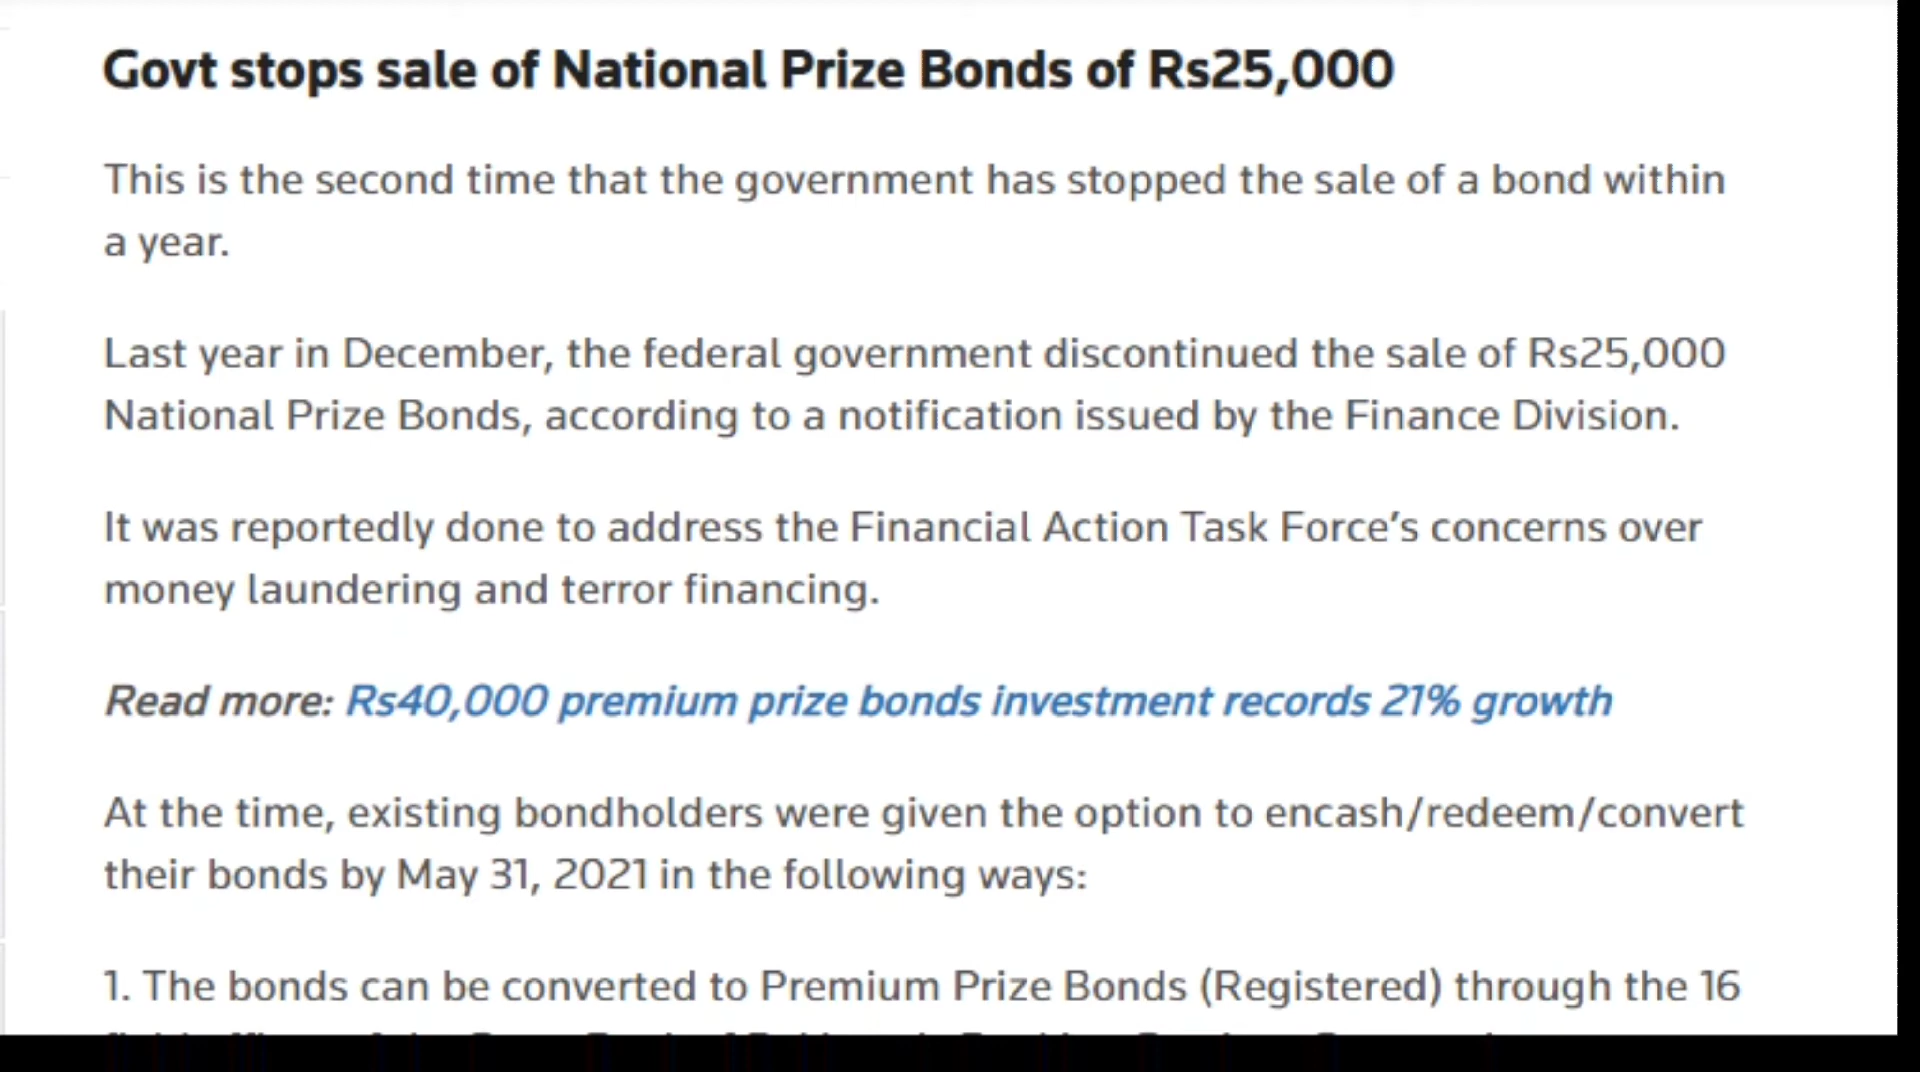 Govt stops sale of National Prize Bonds of Rs25,000
This is the second time that the government has stopped the sale of a bond within
a year.
Last year in December, the federal government discontinued the sale of Rs25,000
National Prize Bonds, according to a notification issued by the Finance Division.
It was reportedly done to address the Financial Action Task Force’s concerns over
money laundering and terror financing.
Read more: Rs40,000 premium prize bonds investment records 21% growth
At the time, existing bondholders were given the option to encash/redeem/convert
their bonds by May 31, 2021 in the following ways:
1. The bonds can be converted to Premium Prize Bonds (Registered) through the 16